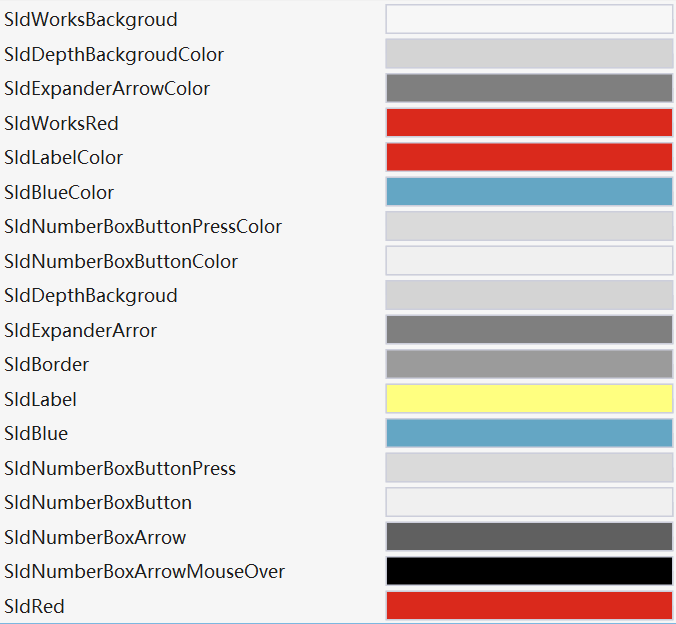 SldWorksBackgroud
SldDepthBackgroudColor
SldExpanderArrowColor
SldWorksRed
SldLabelColor
SldBlueColor
SldNumberBoxButtonPressColor
SldNumberBoxButtonColor
SldDepthBackgroud
SldExpanderArror
SldBorder
SldLabel
SldBlue
SldNumberBoxButtonPress
SldNumberBoxButton
SldNumberBoxArrow
SldNumberBoxArrowMouseOver
SldRed